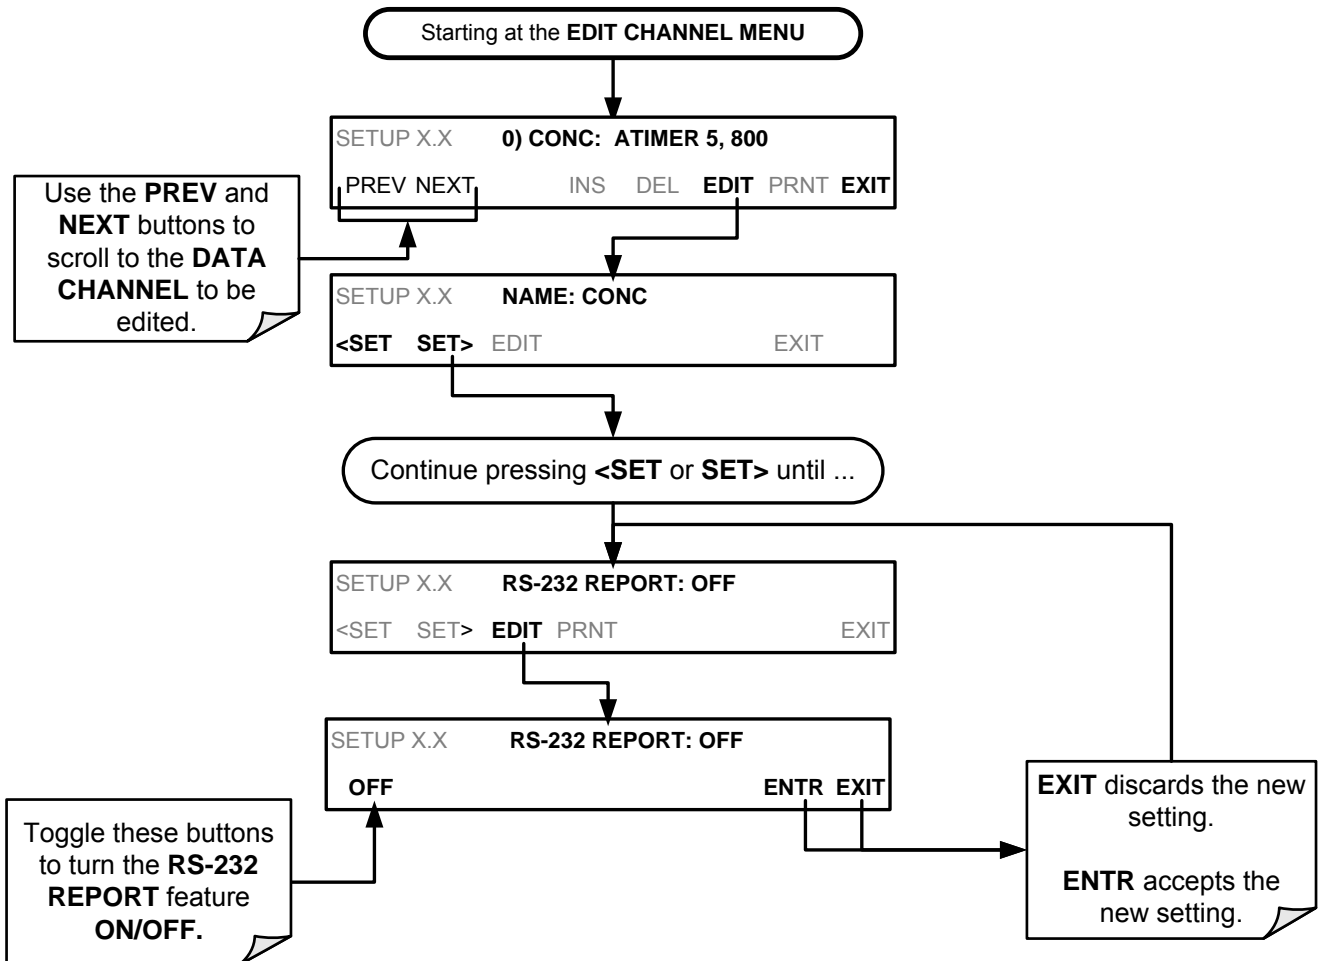 Starting at the EDIT CHANNEL MENU
SETUP X.X 0) CONC: ATIMER 5, 800
PREV NEXT INS DEL EDIT PRNT EXIT
Use the PREV and
NEXT buttons to
scroll to the DATA
CHANNEL to be
edited.
SETUP X.X NAME: CONC
<SET SET> EDIT EXIT
Continue pressing <SET or SET> until ...
SETUP X.X RS-232 REPORT: OFF
<SET SET> EDIT PRNT EXIT
SETUP X.X RS-232 REPORT: OFF
OFF ENTR EXIT
Toggle these buttons
to turn the RS-232
REPORT feature
ON/OFF.
EXIT discards the new
setting.
ENTR accepts the
new setting.